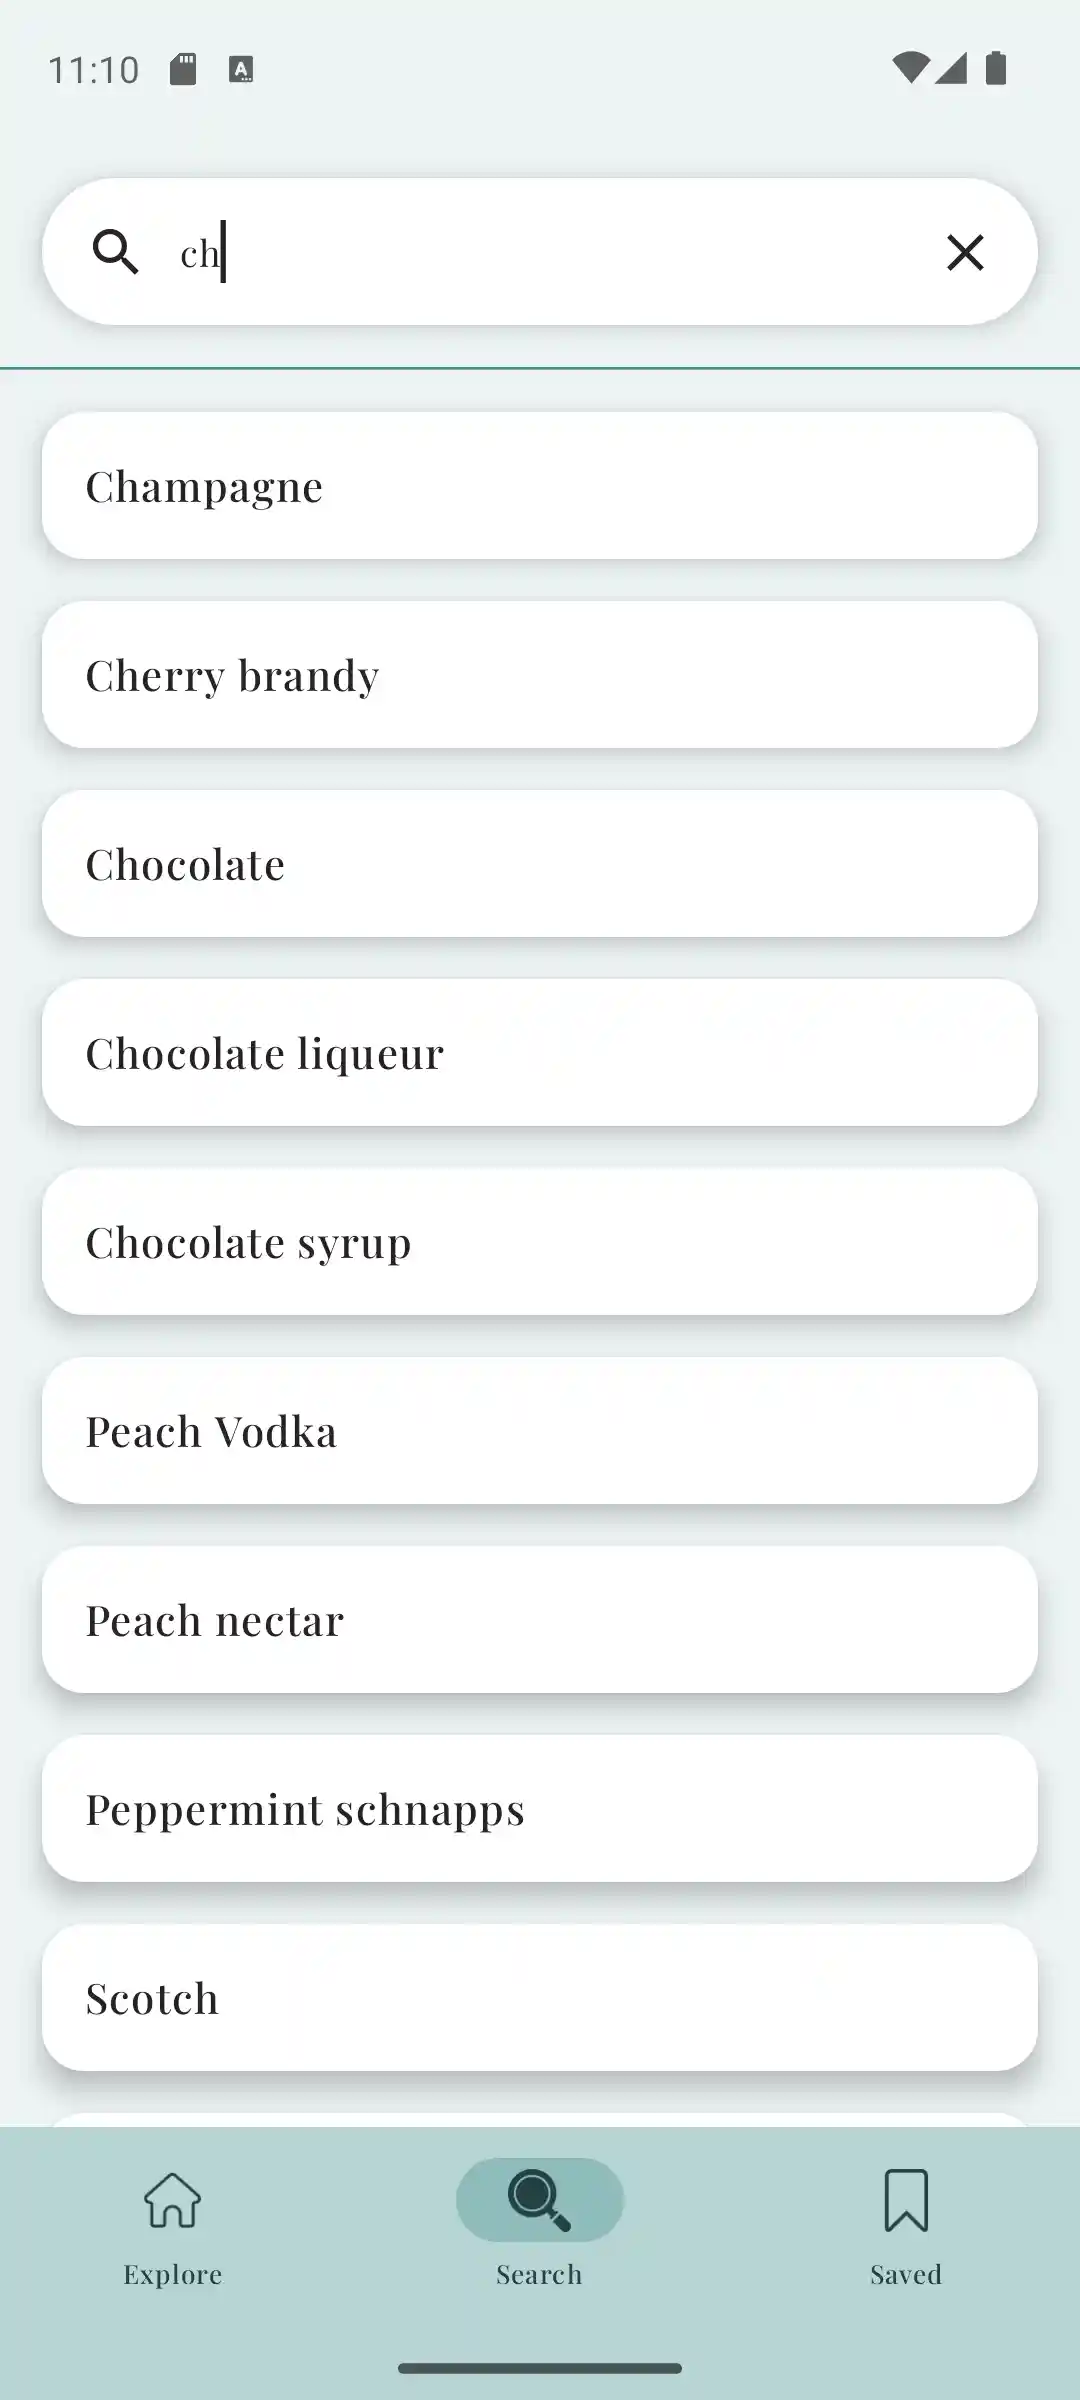 11:10
ch
Champagne
Cherry brandy
Chocolate
Chocolate liqueur
Chocolate syrup
Peach Vodka
Peach nectar
Peppermint schnapps
Scotch
Explore
Search
Saved